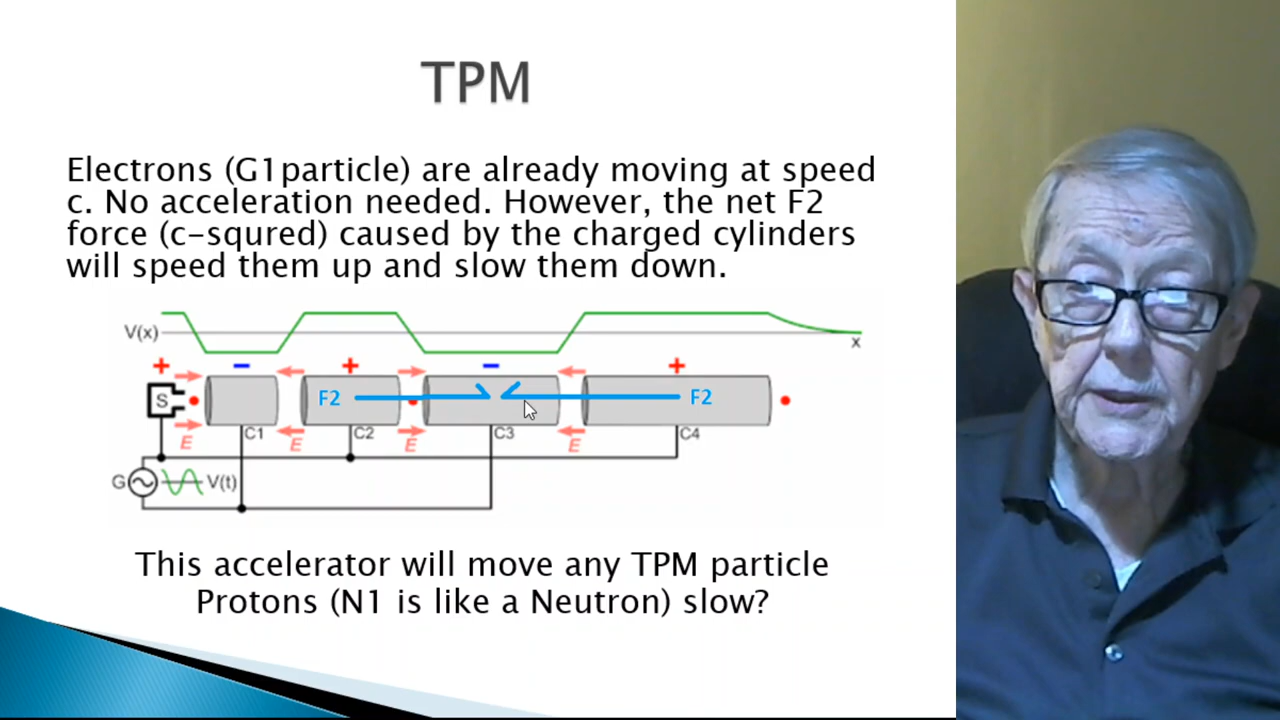 TPM
Electrons (G1particle) are already moving at speed
c. No acceleration needed. However, the net F2
force (c-squred) caused by the charged cylinders
will speed them up and slow them down.
V(x)
x
+ − + − +
S
F2 F2
E E E E
C1 C2 C3 C4
G V(t)
This accelerator will move any TPM particle
Protons (N1 is like a Neutron) slow?